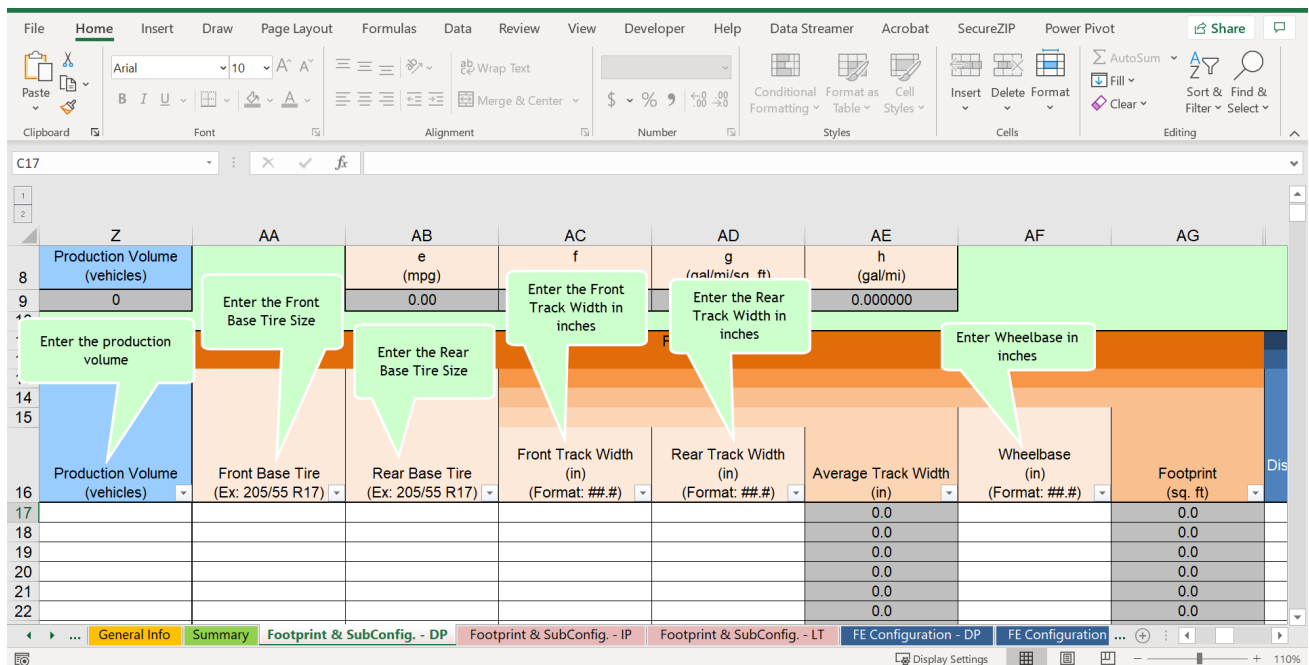 File Home Insert Draw Page Layout Formulas Data Review View Developer Help Data Streamer Acrobat SecureZIP Power Pivot Share
Paste
Arial 10
B I U
Wrap Text
Merge & Center
$ % 9
Conditional Formatting
Format as Table
Cell Styles
Insert Delete Format
AutoSum
Fill
Clear
Sort & Filter
Find & Select
Clipboard Font Alignment Number Styles Cells Editing
C17 fx
1
2
Z AA AB AC AD AE AF AG
8 Production Volume (vehicles)
e (mpg)
f
g (gal/mi/sq. ft)
h (gal/mi)
9 0 0.00 0.000000
Enter the production volume
Enter the Front Base Tire Size
Enter the Rear Base Tire Size
Enter the Front Track Width in inches
Enter the Rear Track Width in inches
Enter Wheelbase in inches
14
15
16
Production Volume (vehicles)
Front Base Tire (Ex: 205/55 R17)
Rear Base Tire (Ex: 205/55 R17)
Front Track Width (in) (Format: ##.#)
Rear Track Width (in) (Format: ##.#)
Average Track Width (in)
Wheelbase (in) (Format: ##.#)
Footprint (sq. ft)
Dis
17 0.0 0.0
18 0.0 0.0
19 0.0 0.0
20 0.0 0.0
21 0.0 0.0
22 0.0 0.0
... General Info Summary Footprint & SubConfig. - DP Footprint & SubConfig. - IP Footprint & SubConfig. - LT FE Configuration - DP FE Configuration ...
Display Settings 110%